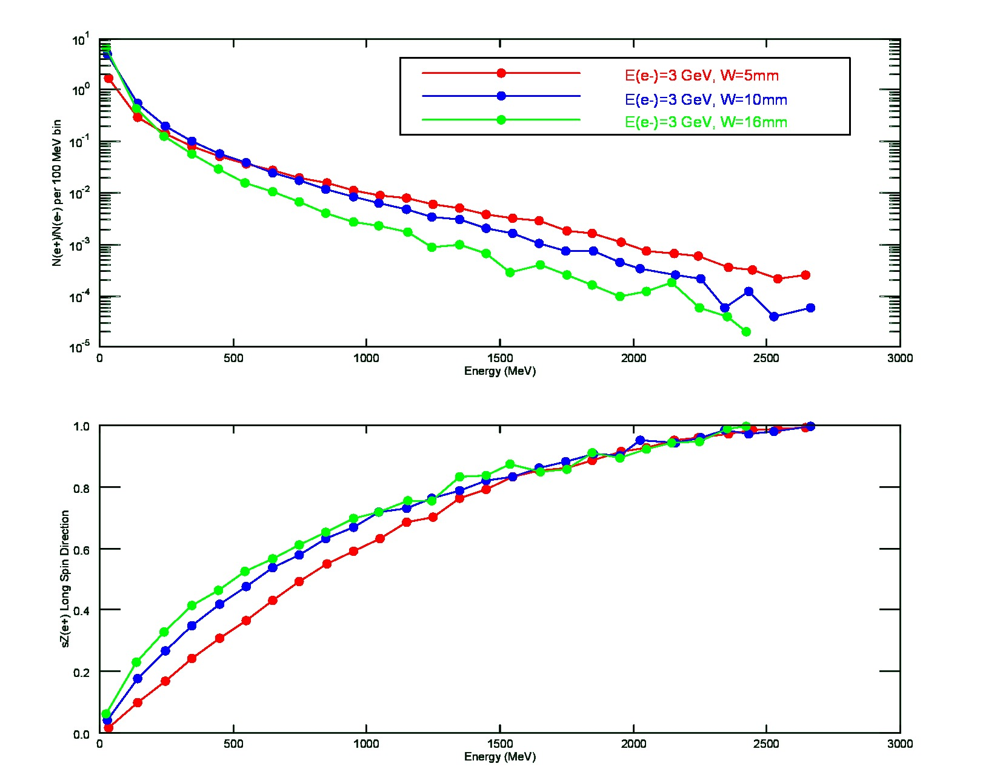 10^1
10^0
10^-1
10^-2
10^-3
10^-4
10^-5
N(e+)/N(e-) per 100 MeV bin
E(e-)=3 GeV, W=5mm
E(e-)=3 GeV, W=10mm
E(e-)=3 GeV, W=16mm
0 500 1000 1500 2000 2500 3000
Energy (MeV)
1.0
0.8
0.6
0.4
0.2
0.0
sZ(e+) Long Spin Direction
0 500 1000 1500 2000 2500 3000
Energy (MeV)